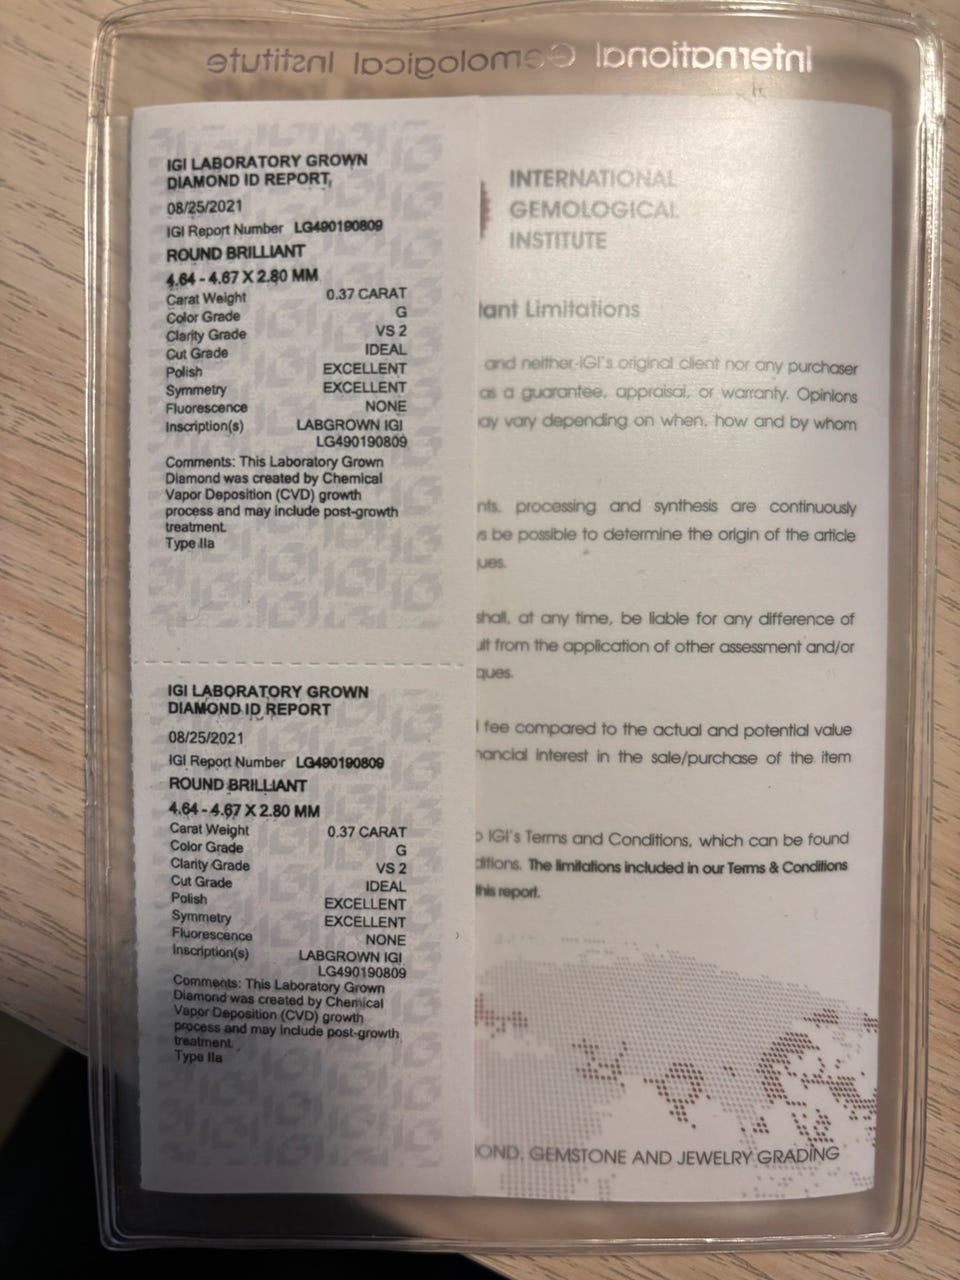 International Gemological Institute
IGI LABORATORY GROWN
DIAMOND ID REPORT
08/25/2021
IGI Report Number LG490190809
ROUND BRILLIANT
4.64 - 4.67 X 2.80 MM
Carat Weight 0.37 CARAT
Color Grade G
Clarity Grade VS 2
Cut Grade IDEAL
Polish EXCELLENT
Symmetry EXCELLENT
Fluorescence NONE
Inscription(s) LABGROWN IGI
LG490190809
Comments: This Laboratory Grown
Diamond was created by Chemical
Vapor Deposition (CVD) growth
process and may include post-growth
treatment.
Type IIa
IGI LABORATORY GROWN
DIAMOND ID REPORT
08/25/2021
IGI Report Number LG490190809
ROUND BRILLIANT
4.64 - 4.67 X 2.80 MM
Carat Weight 0.37 CARAT
Color Grade G
Clarity Grade VS 2
Cut Grade IDEAL
Polish EXCELLENT
Symmetry EXCELLENT
Fluorescence NONE
Inscription(s) LABGROWN IGI
LG490190809
Comments: This Laboratory Grown
Diamond was created by Chemical
Vapor Deposition (CVD) growth
process and may include post-growth
treatment.
Type IIa
INTERNATIONAL
GEMOLOGICAL
INSTITUTE
tant Limitations
and neither IGI's original client nor any purchaser
as a guarantee, appraisal, or warranty. Opinions
ay vary depending on when, how and by whom
nts, processing and synthesis are continuously
s be possible to determine the origin of the article
ques.
shall, at any time, be liable for any difference of
ult from the application of other assessment and/or
ques.
l fee compared to the actual and potential value
nancial interest in the sale/purchase of the item
o IGI's Terms and Conditions, which can be found
ditions. The limitations included in our Terms & Conditions
this report.
OND, GEMSTONE AND JEWELRY GRADING